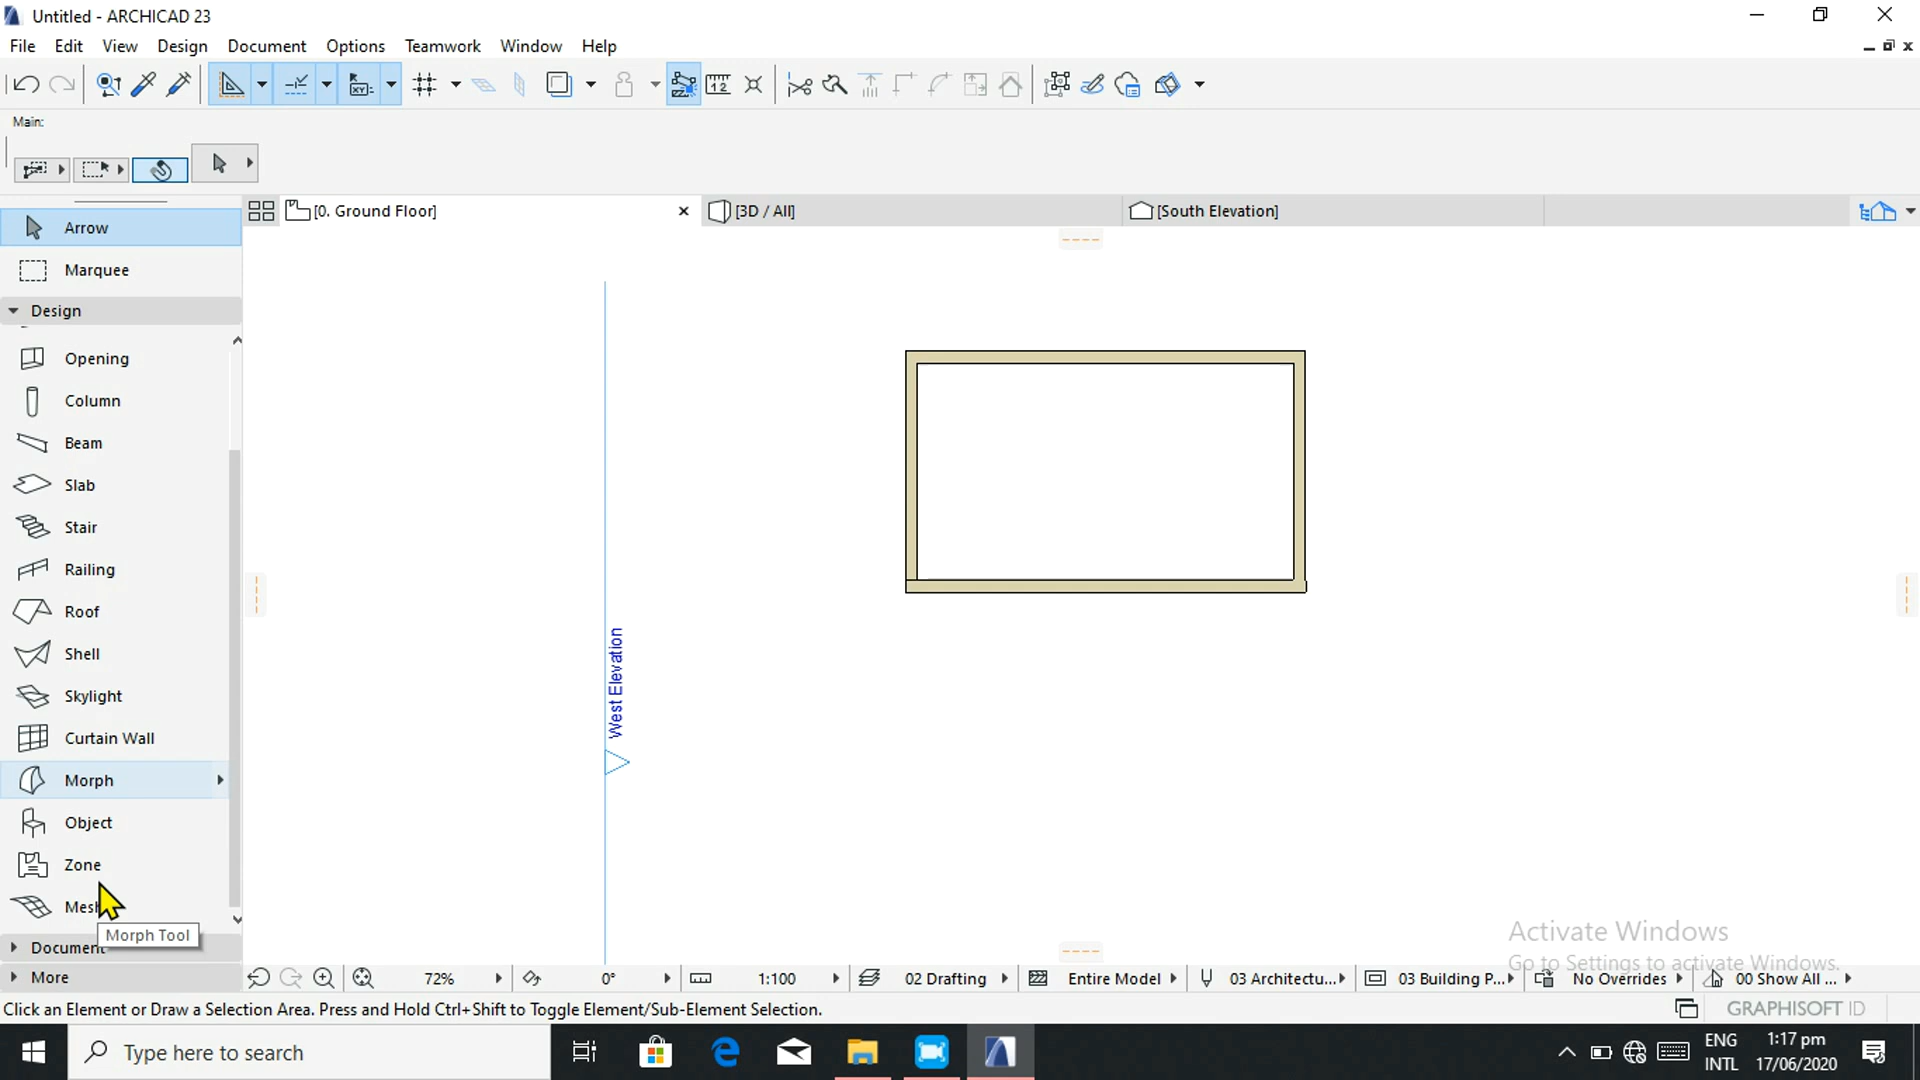 Untitled - ARCHICAD 23
File Edit View Design Document Options Teamwork Window Help
Main:
Arrow
Marquee
Design
Opening
Column
Beam
Slab
Stair
Railing
Roof
Shell
Skylight
Curtain Wall
Morph
Object
Zone
Mesh
Morph Tool
Document
More
[0. Ground Floor]
[3D / All]
[South Elevation]
West Elevation
Activate Windows
Go to Settings to activate Windows.
72% 0° 1:100 02 Drafting Entire Model 03 Architectu... 03 Building P... No Overrides 00 Show All ...
Click an Element or Draw a Selection Area. Press and Hold Ctrl+Shift to Toggle Element/Sub-Element Selection.
GRAPHISOFT ID
Type here to search
ENG
INTL
1:17 pm
17/06/2020